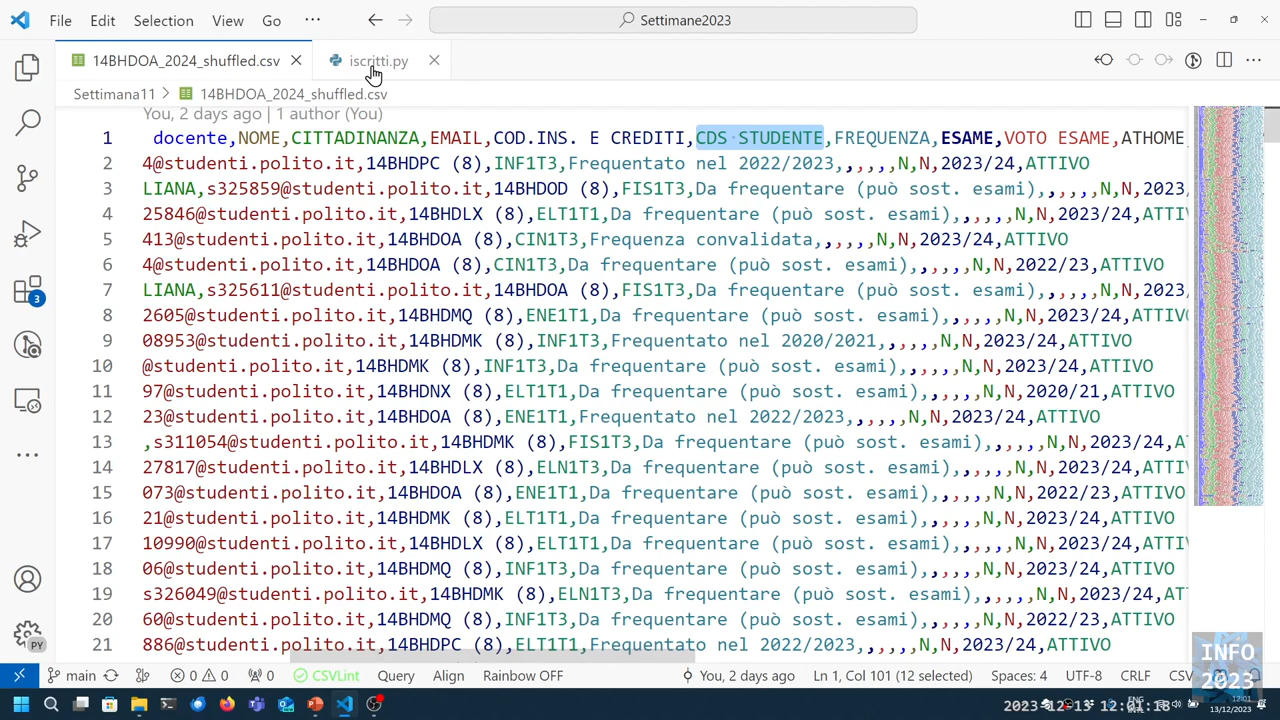 File Edit Selection View Go ··· Settimane2023
14BHDOA_2024_shuffled.csv iscritti.py
Settimana11 > 14BHDOA_2024_shuffled.csv
You, 2 days ago | 1 author (You)
1 docente,NOME,CITTADINANZA,EMAIL,COD.INS. E CREDITI,CDS STUDENTE,FREQUENZA,ESAME,VOTO ESAME,ATHOME
2 4@studenti.polito.it,14BHDPC (8),INF1T3,Frequentato nel 2022/2023,,,,,,N,N,2023/24,ATTIVO
3 LIANA,s325859@studenti.polito.it,14BHDOD (8),FIS1T3,Da frequentare (può sost. esami),,,,,,N,N,2023/
4 25846@studenti.polito.it,14BHDLX (8),ELT1T1,Da frequentare (può sost. esami),,,,,,N,N,2023/24,ATTIV
5 413@studenti.polito.it,14BHDOA (8),CIN1T3,Frequenza convalidata,,,,,,N,N,2023/24,ATTIVO
6 4@studenti.polito.it,14BHDOA (8),CIN1T3,Da frequentare (può sost. esami),,,,,,N,N,2022/23,ATTIVO
7 LIANA,s325611@studenti.polito.it,14BHDOA (8),FIS1T3,Da frequentare (può sost. esami),,,,,,N,N,2023/
8 2605@studenti.polito.it,14BHDMQ (8),ENE1T1,Da frequentare (può sost. esami),,,,,,N,N,2023/24,ATTIVO
9 08953@studenti.polito.it,14BHDMK (8),INF1T3,Frequentato nel 2020/2021,,,,,,N,N,2023/24,ATTIVO
10 @studenti.polito.it,14BHDMK (8),INF1T3,Da frequentare (può sost. esami),,,,,,N,N,2023/24,ATTIVO
11 97@studenti.polito.it,14BHDNX (8),ELT1T1,Da frequentare (può sost. esami),,,,,,N,N,2020/21,ATTIVO
12 23@studenti.polito.it,14BHDOA (8),ENE1T1,Frequentato nel 2022/2023,,,,,,N,N,2023/24,ATTIVO
13 ,s311054@studenti.polito.it,14BHDMK (8),FIS1T3,Da frequentare (può sost. esami),,,,,,N,N,2023/24,AT
14 27817@studenti.polito.it,14BHDLX (8),ELN1T3,Da frequentare (può sost. esami),,,,,,N,N,2023/24,ATTIV
15 073@studenti.polito.it,14BHDOA (8),ENE1T1,Da frequentare (può sost. esami),,,,,,N,N,2022/23,ATTIVO
16 21@studenti.polito.it,14BHDMK (8),ELT1T1,Da frequentare (può sost. esami),,,,,,N,N,2023/24,ATTIVO
17 10990@studenti.polito.it,14BHDLX (8),ELT1T1,Da frequentare (può sost. esami),,,,,,N,N,2023/24,ATTIV
18 06@studenti.polito.it,14BHDMQ (8),INF1T3,Da frequentare (può sost. esami),,,,,,N,N,2023/24,ATTIVO
19 s326049@studenti.polito.it,14BHDMK (8),ELN1T3,Da frequentare (può sost. esami),,,,,,N,N,2023/24,AT
20 60@studenti.polito.it,14BHDMQ (8),INF1T3,Da frequentare (può sost. esami),,,,,,N,N,2022/23,ATTIVO
21 886@studenti.polito.it,14BHDPC (8),ELT1T1,Frequentato nel 2022/2023,,,,,,N,N,2023/24,ATTIVO
3
PY
INFO
2023
main 0 0 0 CSVLint Query Align Rainbow OFF You, 2 days ago Ln 1, Col 101 (12 selected) Spaces: 4 UTF-8 CRLF CSV
2023-12-13 12:01:18
ENG
12:01
13/12/2023